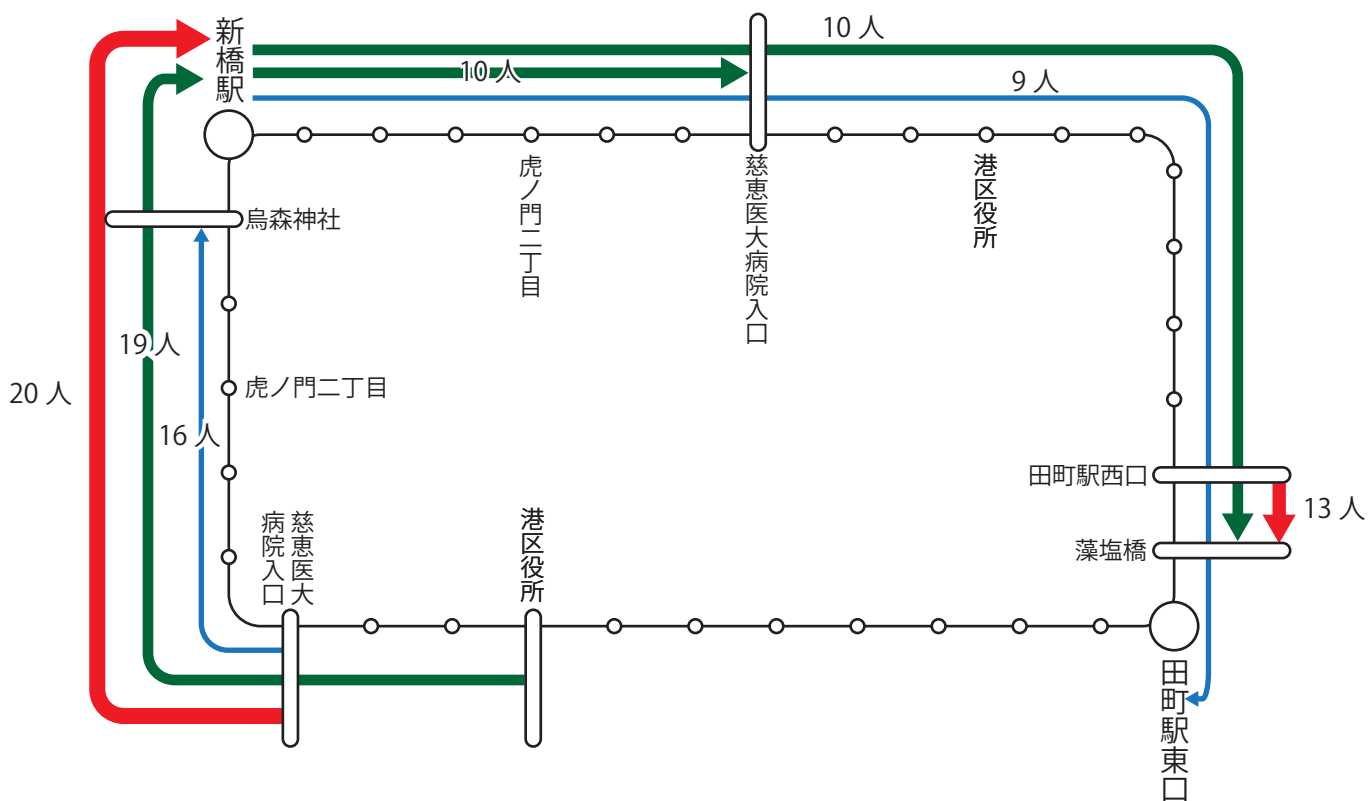 新橋駅
10 人
10 人
9 人
虎ノ門二丁目
慈恵医大病院入口
港区役所
烏森神社
19 人
20 人
虎ノ門二丁目
16 人
田町駅西口
13 人
藻塩橋
慈恵医大
病院入口
港区役所
田町駅東口